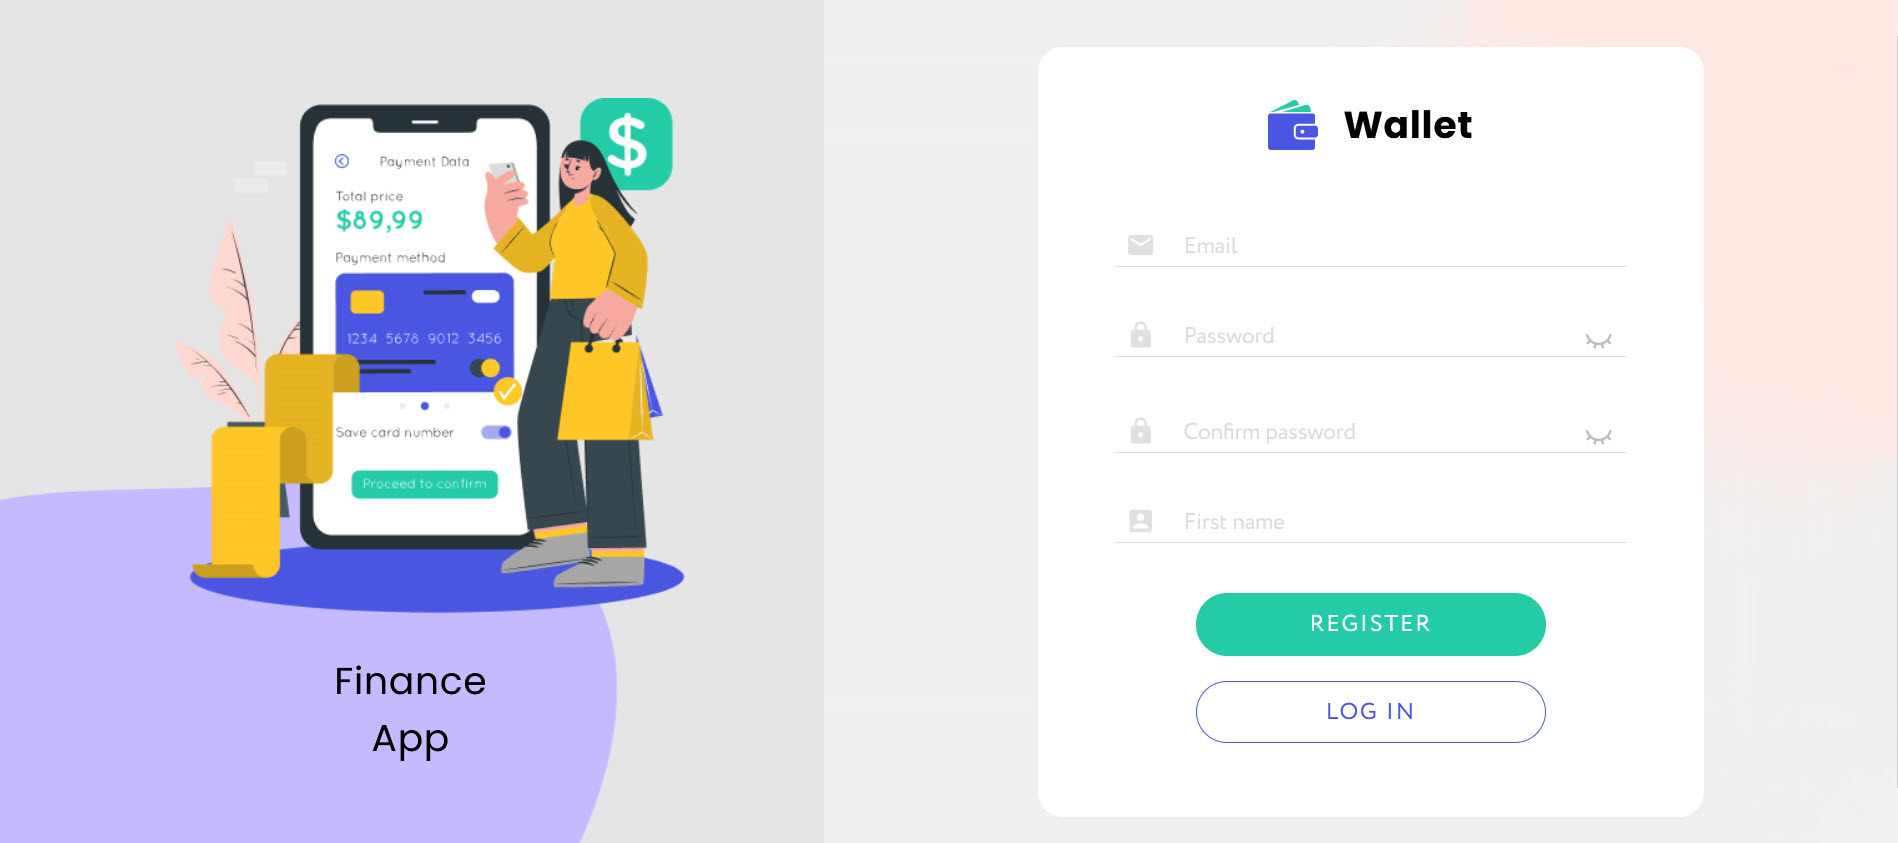 $
Payment Data
Total price
$89,99
Payment method
1234 5678 9012 3456
Save card number
Proceed to confirm
Finance
App
Wallet
Email
Password
Confirm password
First name
REGISTER
LOG IN